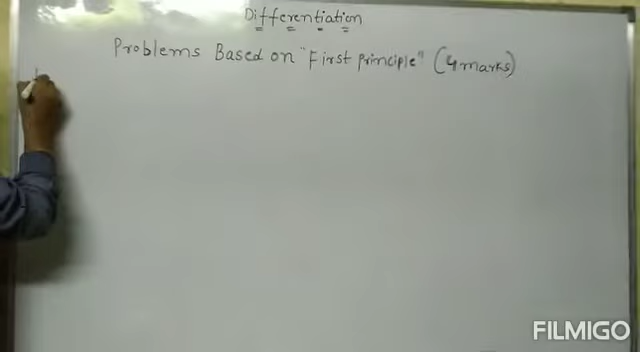 Differentiation
Problems Based on "First principle" (4 marks)
FILMIGO